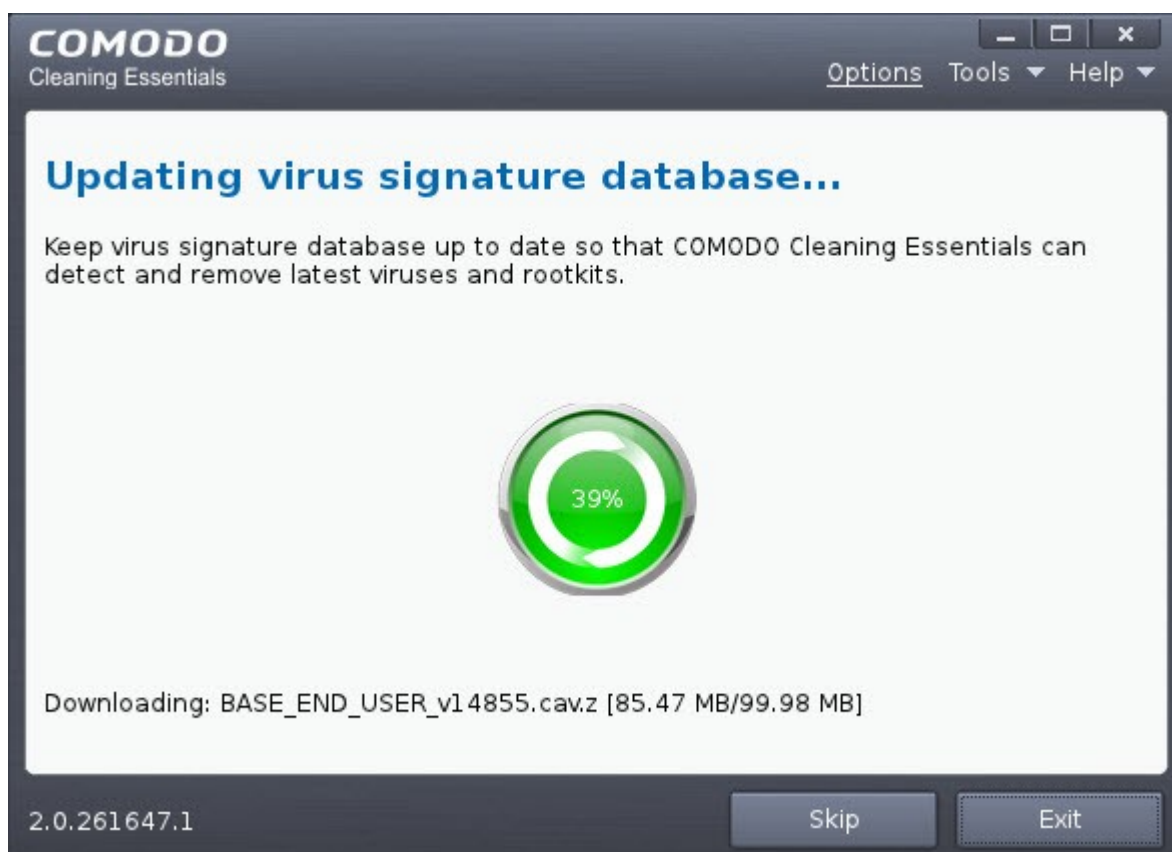 COMODO
Cleaning Essentials
Options Tools Help
Updating virus signature database...
Keep virus signature database up to date so that COMODO Cleaning Essentials can
detect and remove latest viruses and rootkits.
39%
Downloading: BASE_END_USER_v14855.cav.z [85.47 MB/99.98 MB]
2.0.261647.1
Skip
Exit